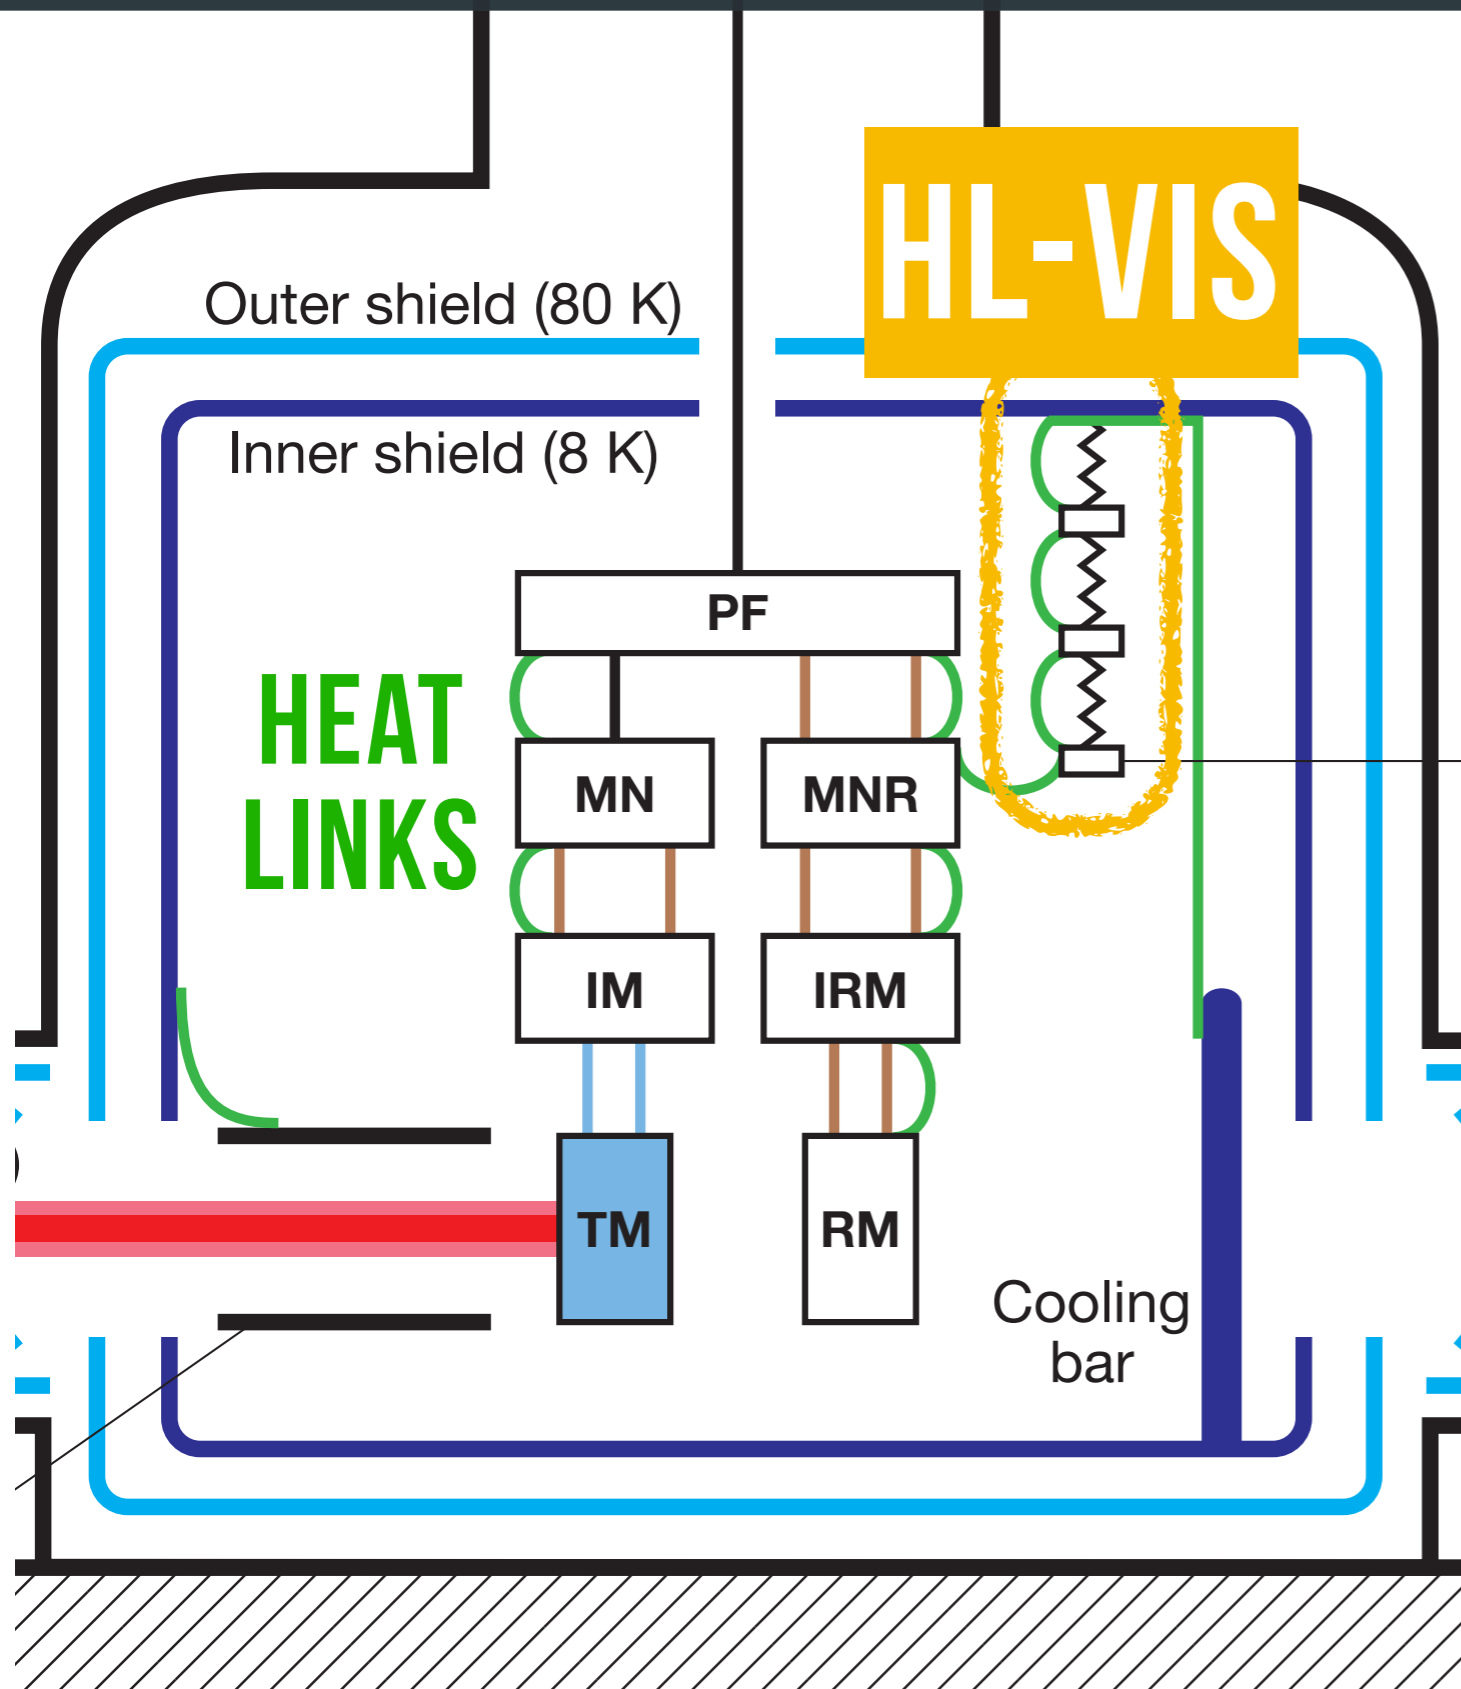 HL-VIS
Outer shield (80 K)
Inner shield (8 K)
PF
HEAT
LINKS
MN
MNR
IM
IRM
TM
RM
Cooling
bar